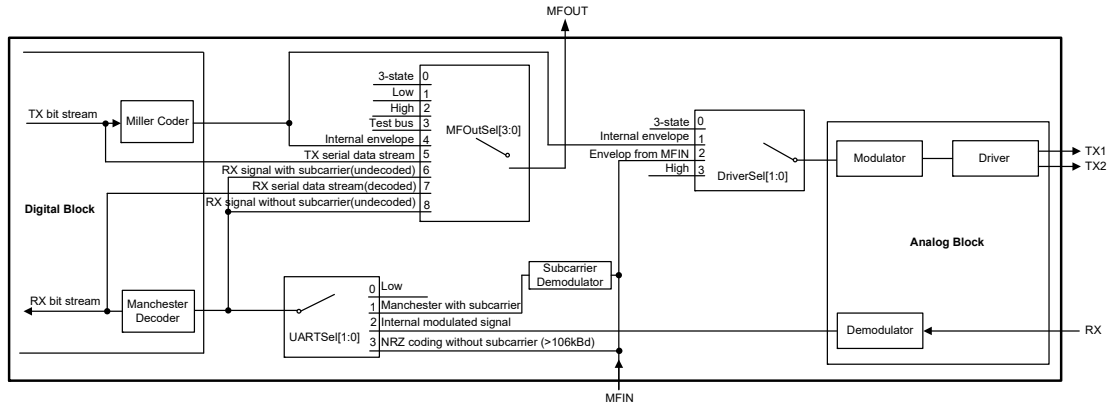 MFOUT
3-state 0
Low 1
High 2
Test bus 3
Internal envelope 4
TX serial data stream 5
RX signal with subcarrier(undecoded) 6
RX serial data stream(decoded) 7
RX signal without subcarrier(undecoded) 8
MFOutSel[3:0]
TX bit stream
Miller Coder
3-state 0
Internal envelope 1
Envelop from MFIN 2
High 3
DriverSel[1:0]
Modulator
Driver
TX1
TX2
Digital Block
Analog Block
RX bit stream
Manchester
Decoder
UARTSel[1:0]
0 Low
1 Manchester with subcarrier
2 Internal modulated signal
3 NRZ coding without subcarrier (>106kBd)
Subcarrier
Demodulator
Demodulator
RX
MFIN